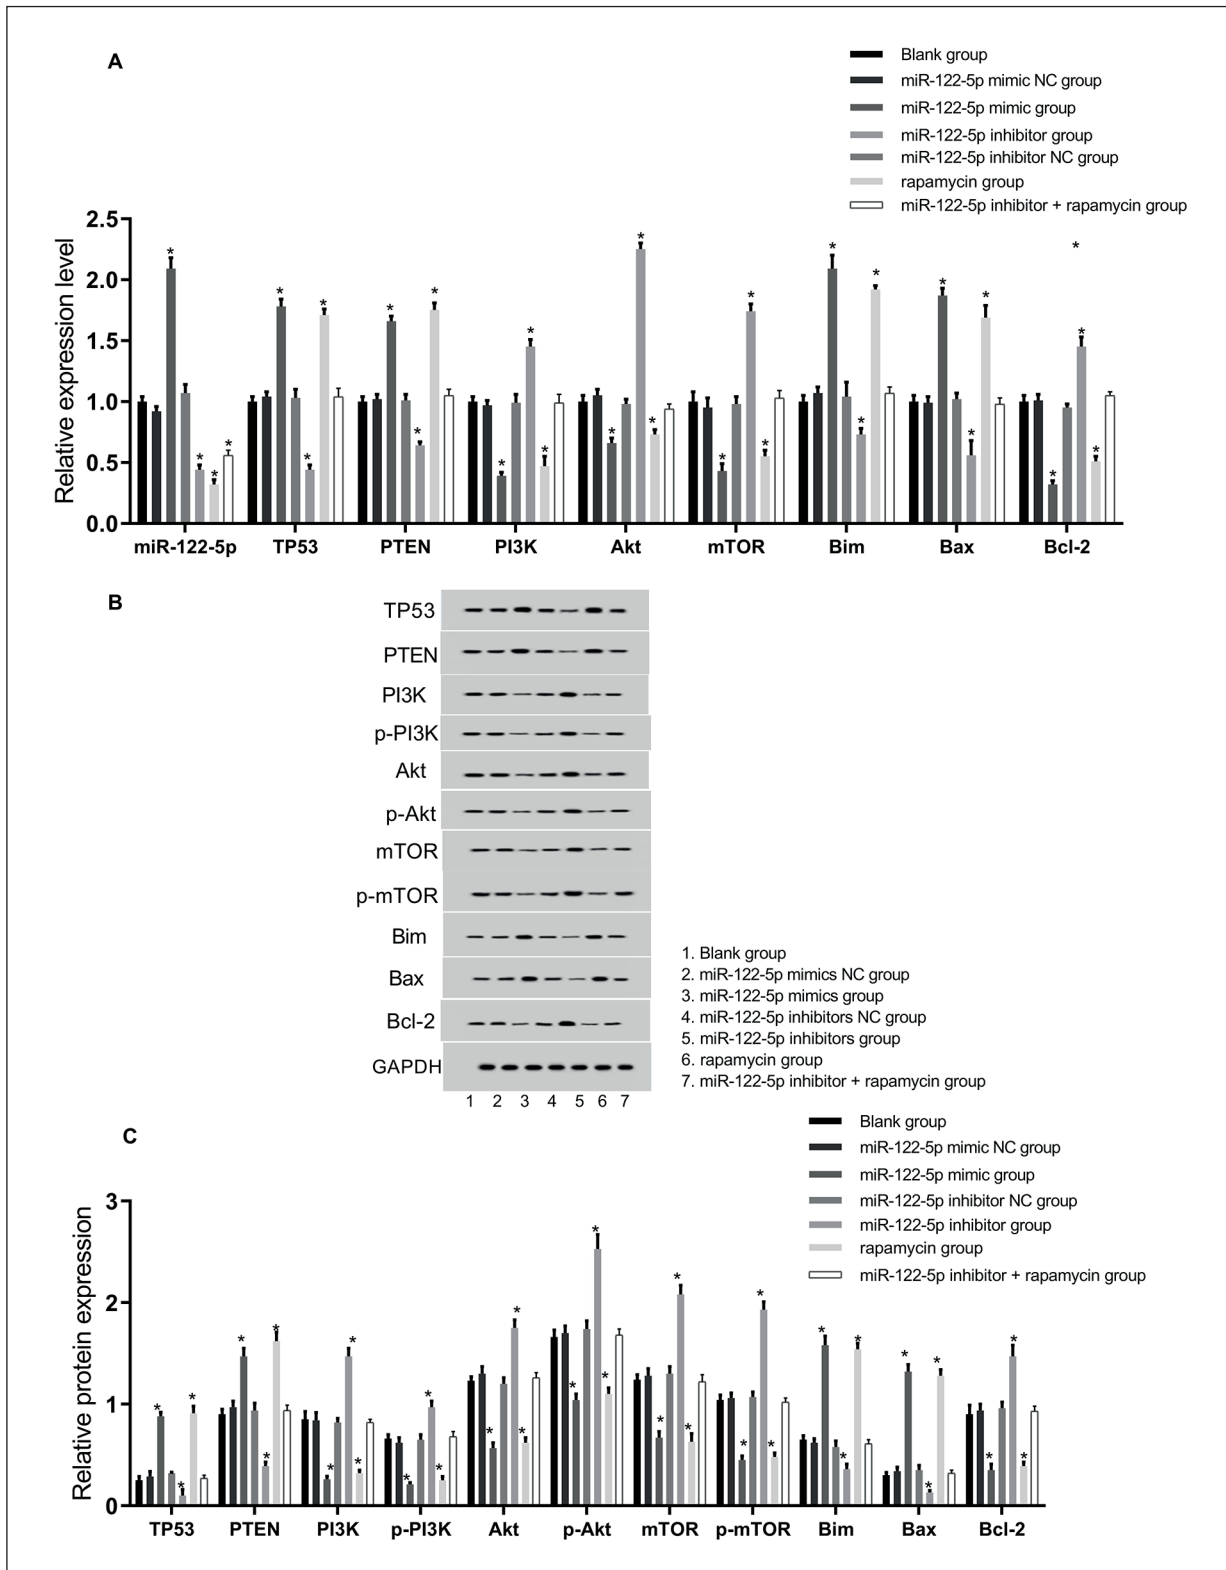 A
Blank group
miR-122-5p mimic NC group
miR-122-5p mimic group
miR-122-5p inhibitor group
miR-122-5p inhibitor NC group
rapamycin group
miR-122-5p inhibitor + rapamycin group
Relative expression level
2.5
2.0
1.5
1.0
0.5
0.0
miR-122-5p TP53 PTEN PI3K Akt mTOR Bim Bax Bcl-2
B
TP53
PTEN
PI3K
p-PI3K
Akt
p-Akt
mTOR
p-mTOR
Bim
Bax
Bcl-2
GAPDH
1 2 3 4 5 6 7
1. Blank group
2. miR-122-5p mimics NC group
3. miR-122-5p mimics group
4. miR-122-5p inhibitors NC group
5. miR-122-5p inhibitors group
6. rapamycin group
7. miR-122-5p inhibitor + rapamycin group
C
Blank group
miR-122-5p mimic NC group
miR-122-5p mimic group
miR-122-5p inhibitor NC group
miR-122-5p inhibitor group
rapamycin group
miR-122-5p inhibitor + rapamycin group
Relative protein expression
3
2
1
0
TP53 PTEN PI3K p-PI3K Akt p-Akt mTOR p-mTOR Bim Bax Bcl-2